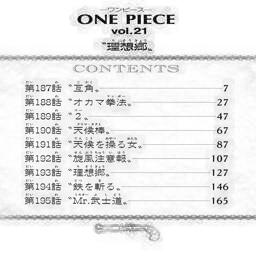 ーワンピースー
ONE PIECE
vol.21
〝理想郷〟
CONTENTS
第187話 〝互角〟 7
第188話 〝オカマ拳法〟 27
第189話 〝2〟 47
第190話 〝天候棒〟 67
第191話 〝天候を操る女〟 87
第192話 〝旋風注意報〟 107
第193話 〝理想郷〟 127
第194話 〝鉄を斬る〟 146
第195話 〝Mr.武士道〟 165